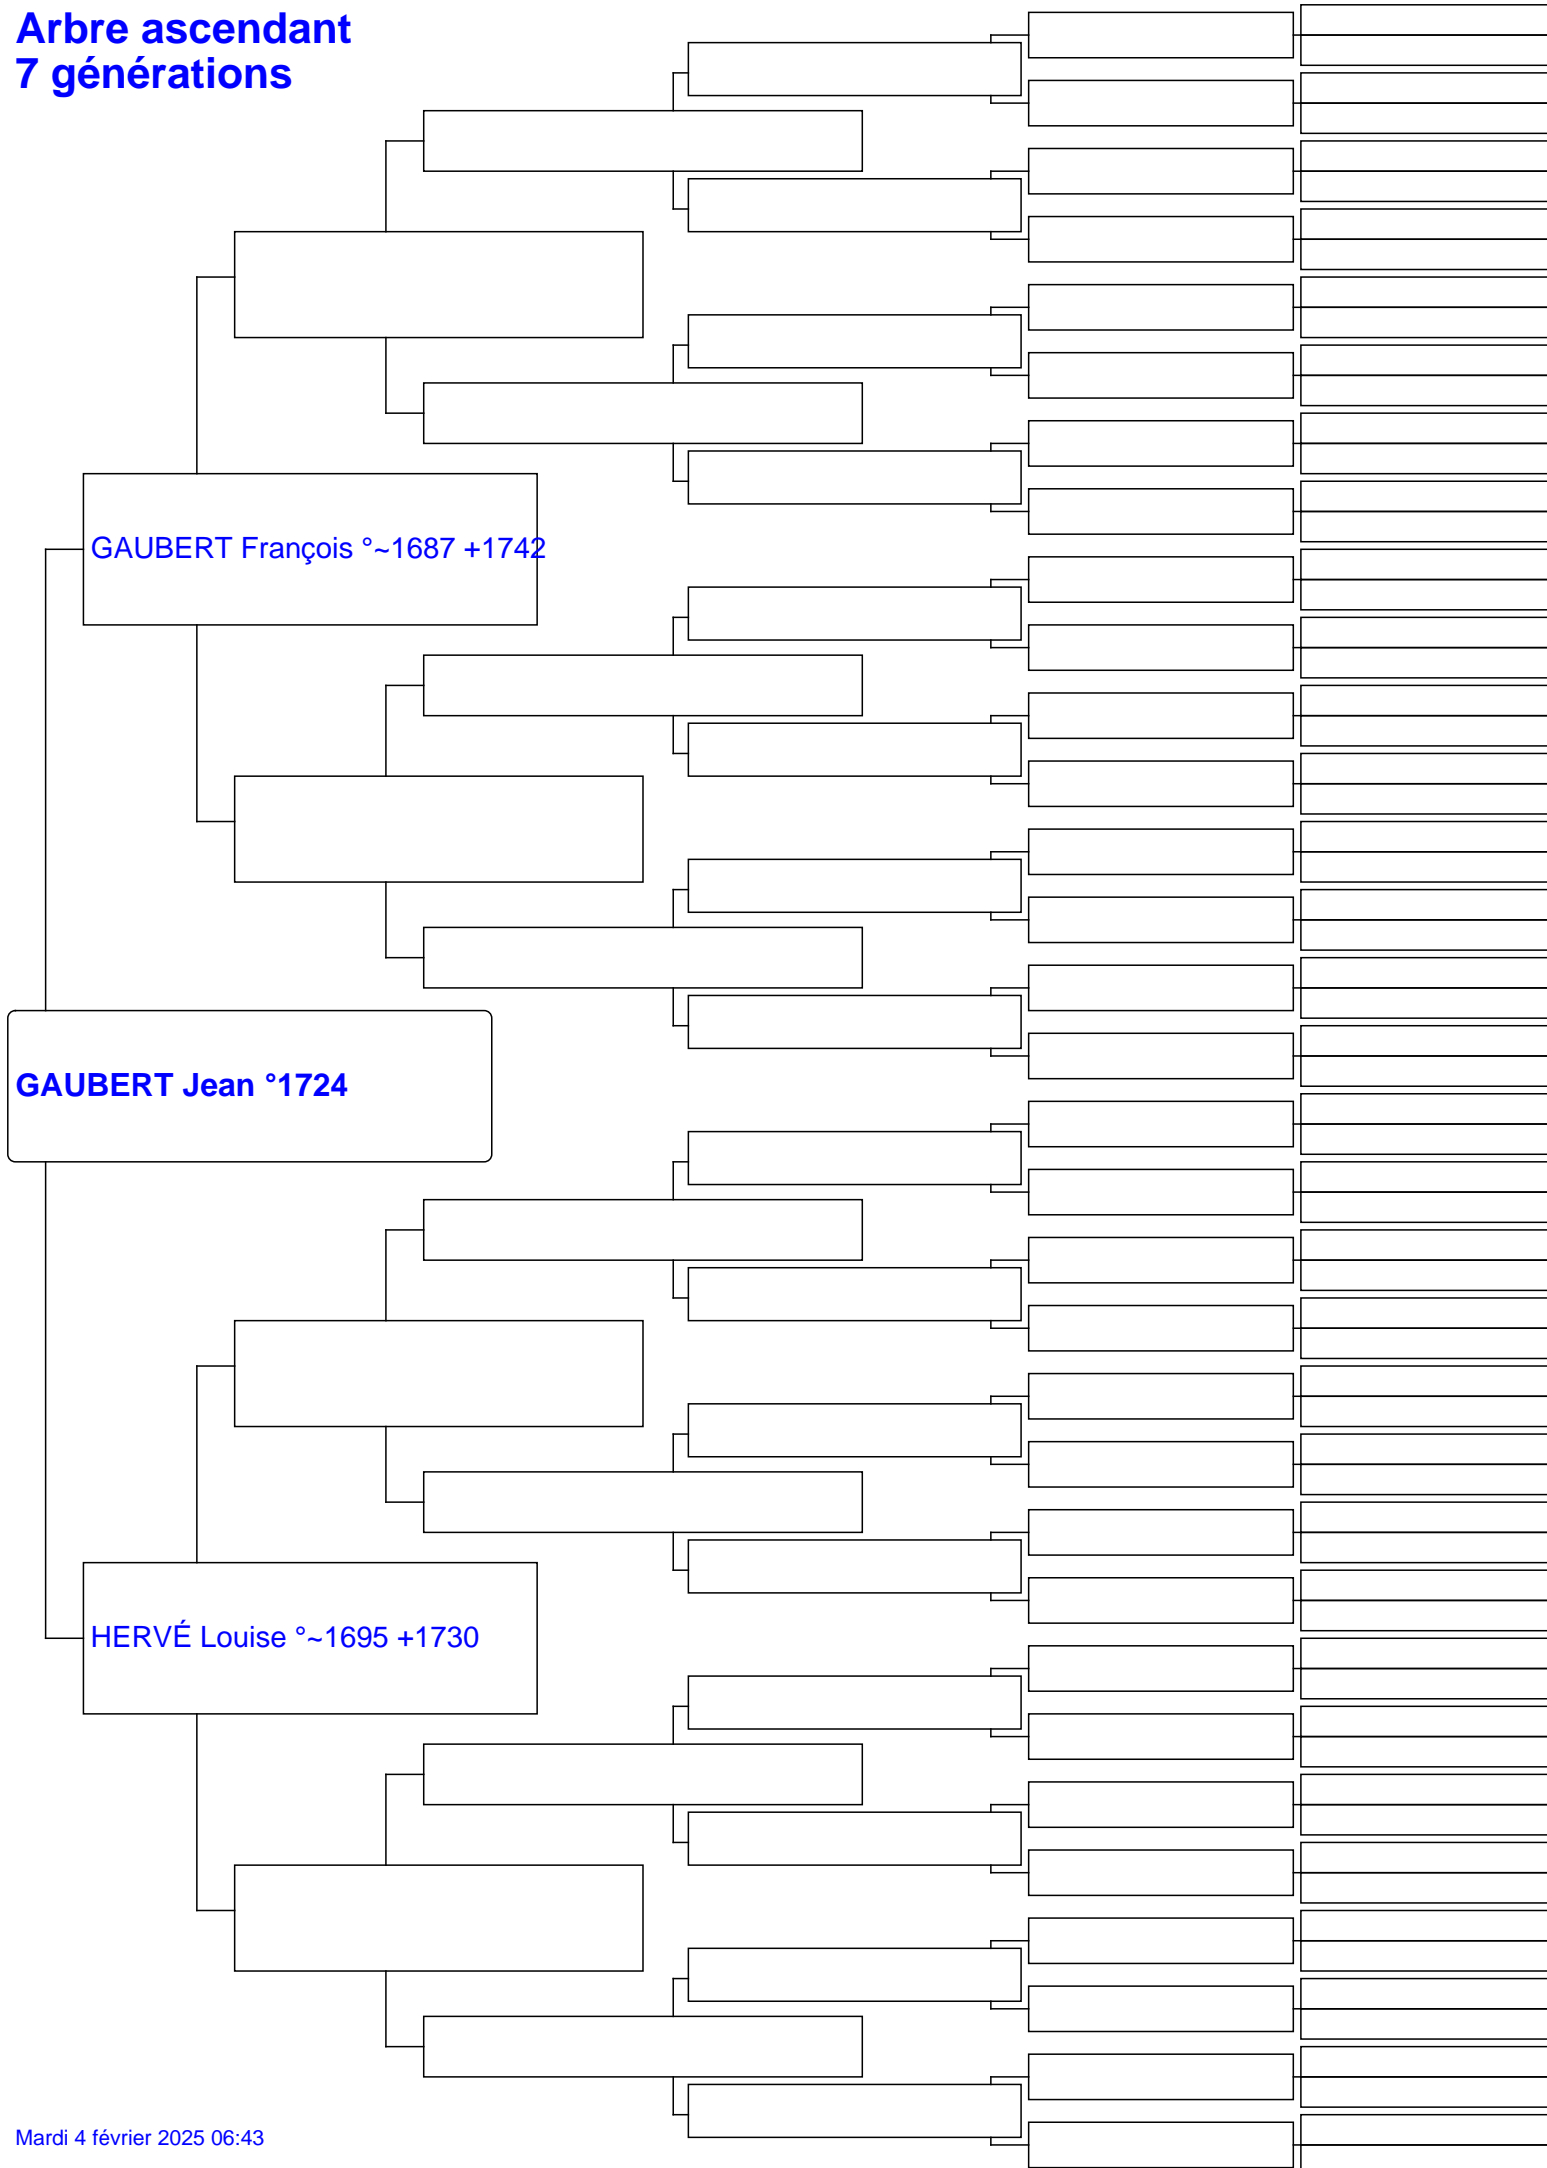 Arbre ascendant
7 générations
GAUBERT François °~1687 +1742
GAUBERT Jean °1724
HERVÉ Louise °~1695 +1730
Mardi 4 février 2025 06:43